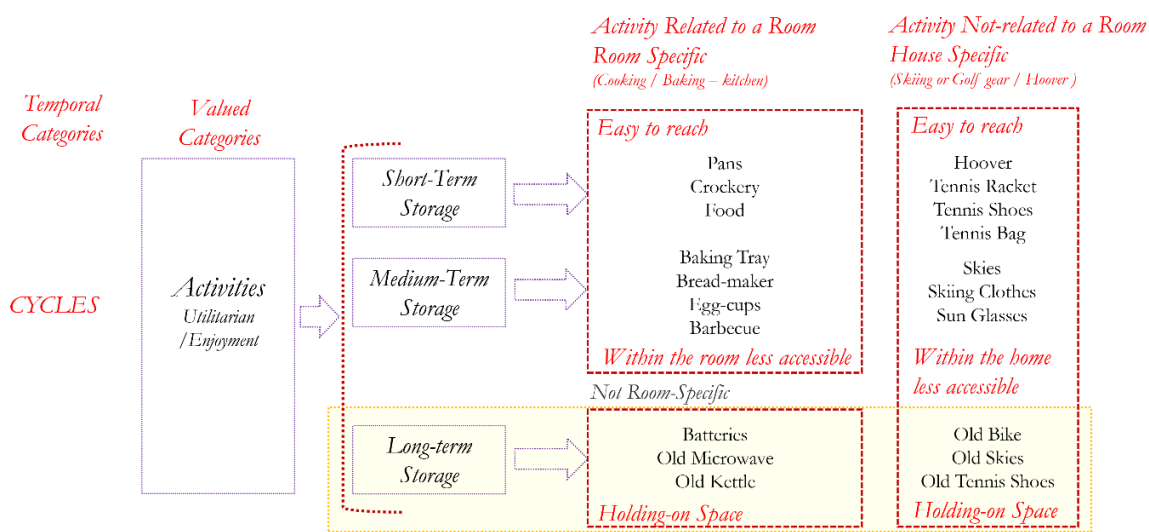 Activity Related to a Room
Room Specific
(Cooking / Baking – kitchen)
Activity Not-related to a Room
House Specific
(Skiing or Golf gear / Hoover )
Temporal
Categories
Valued
Categories
CYCLES
Activities
Utilitarian
/Enjoyment
Short-Term
Storage
Medium-Term
Storage
Long-term
Storage
Easy to reach
Pans
Crockery
Food
Baking Tray
Bread-maker
Egg-cups
Barbecue
Within the room less accessible
Not Room-Specific
Batteries
Old Microwave
Old Kettle
Holding-on Space
Easy to reach
Hoover
Tennis Racket
Tennis Shoes
Tennis Bag
Skies
Skiing Clothes
Sun Glasses
Within the home
less accessible
Old Bike
Old Skies
Old Tennis Shoes
Holding-on Space